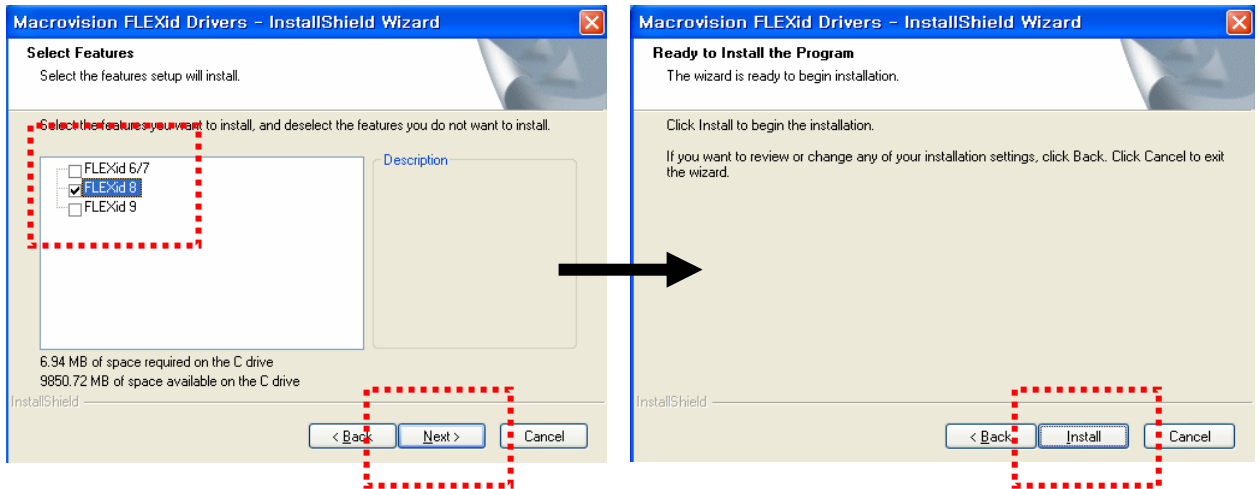 Macrovision FLEXid Drivers - InstallShield Wizard
Select Features
Select the features setup will install.
Select the features you want to install, and deselect the features you do not want to install.
FLEXid 6/7
FLEXid 8
FLEXid 9
Description
6.94 MB of space required on the C drive
9850.72 MB of space available on the C drive
InstallShield
< Back
Next >
Cancel
Macrovision FLEXid Drivers - InstallShield Wizard
Ready to Install the Program
The wizard is ready to begin installation.
Click Install to begin the installation.
If you want to review or change any of your installation settings, click Back. Click Cancel to exit
the wizard.
InstallShield
< Back
Install
Cancel